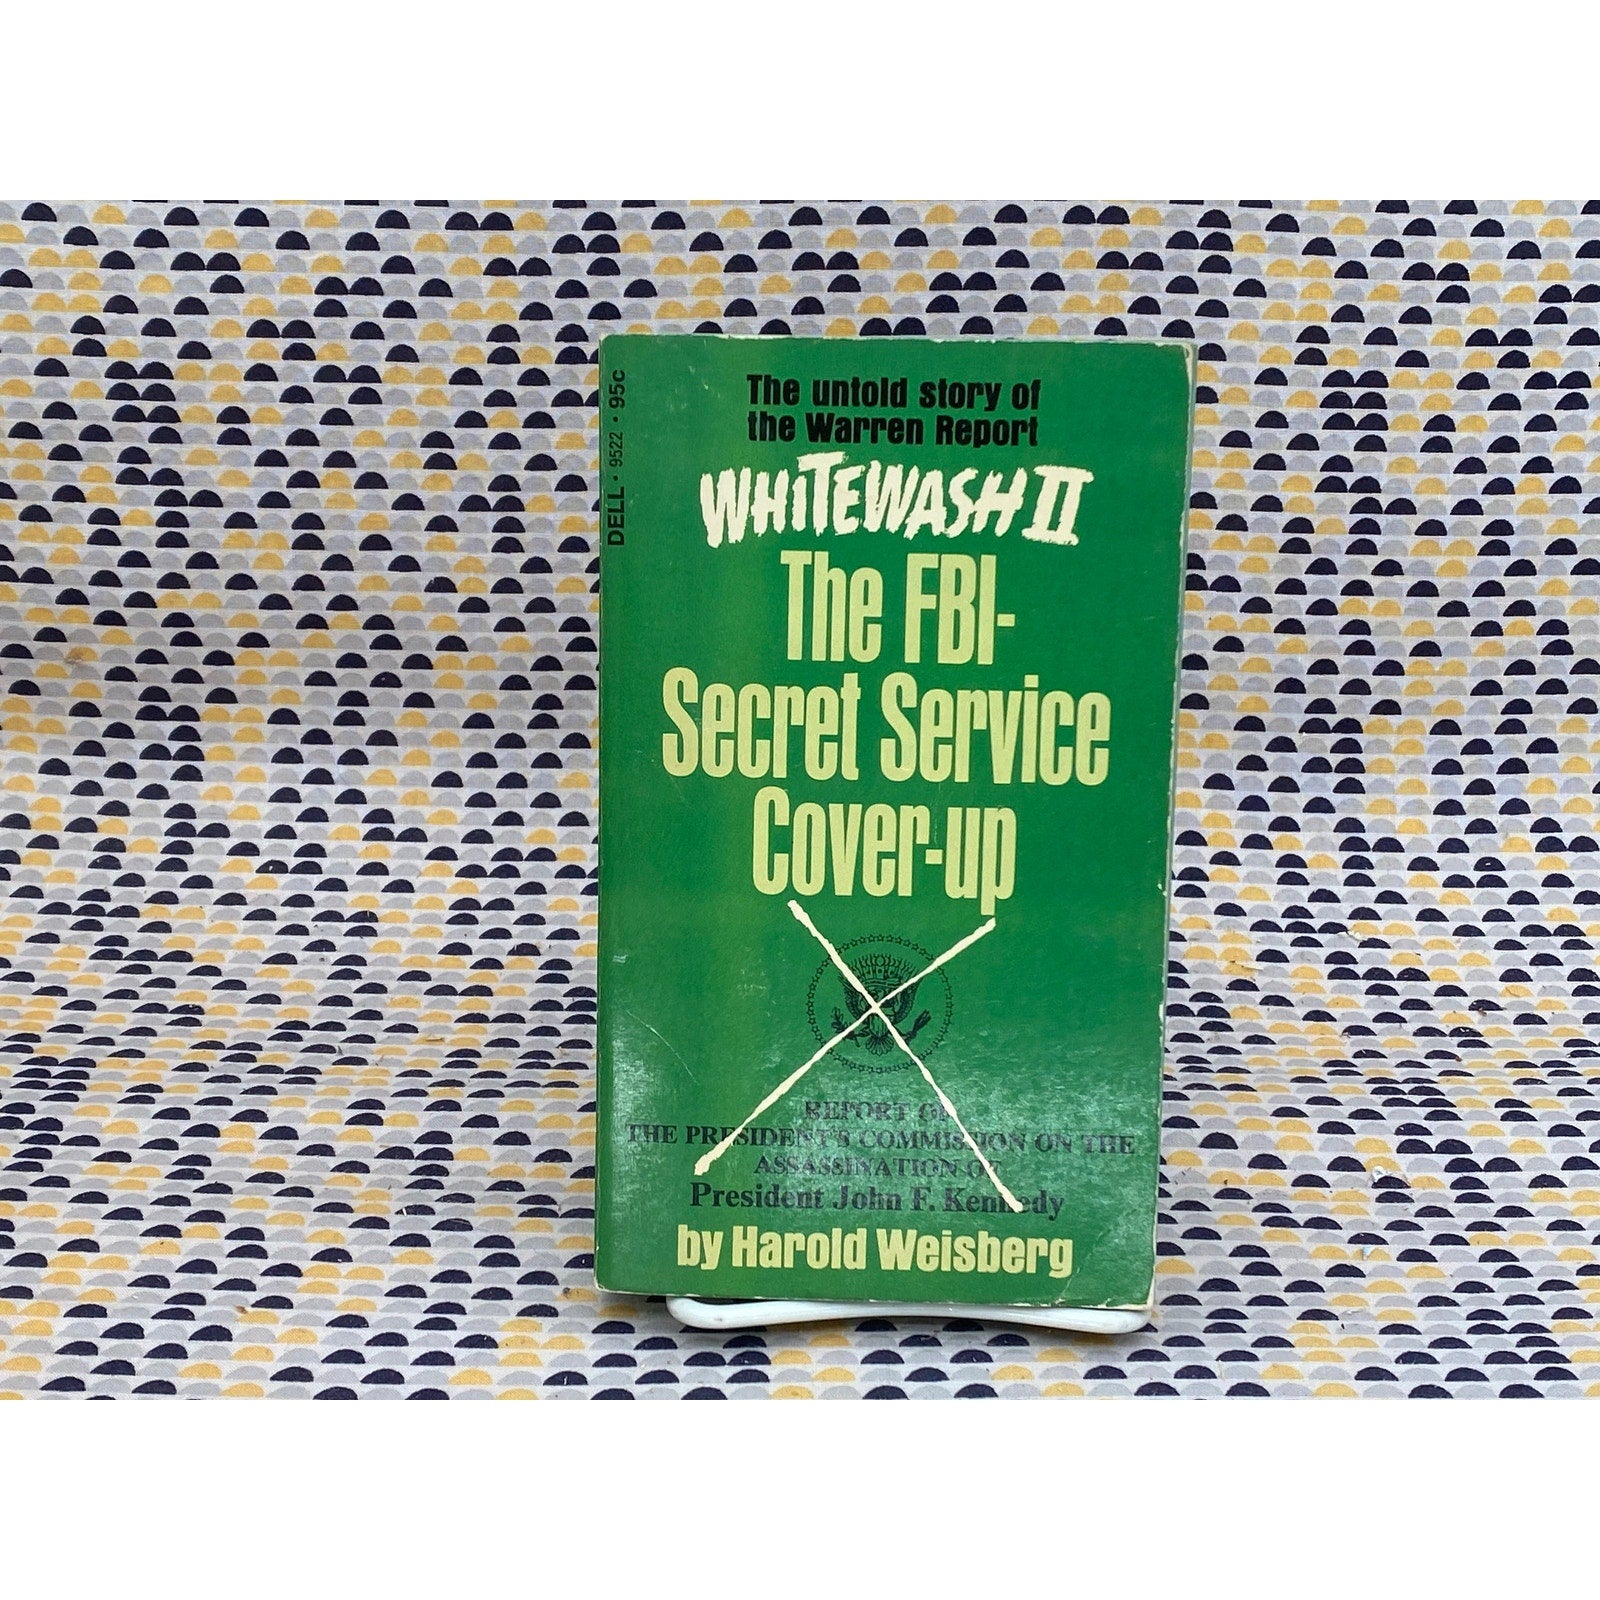 DELL • 9522 • 95c
The untold story of
the Warren Report
WHITEWASH II
The FBI-
Secret Service
Cover-up
REPORT OF
THE PRESIDENT'S COMMISSION ON THE
ASSASSINATION OF
President John F. Kennedy
by Harold Weisberg